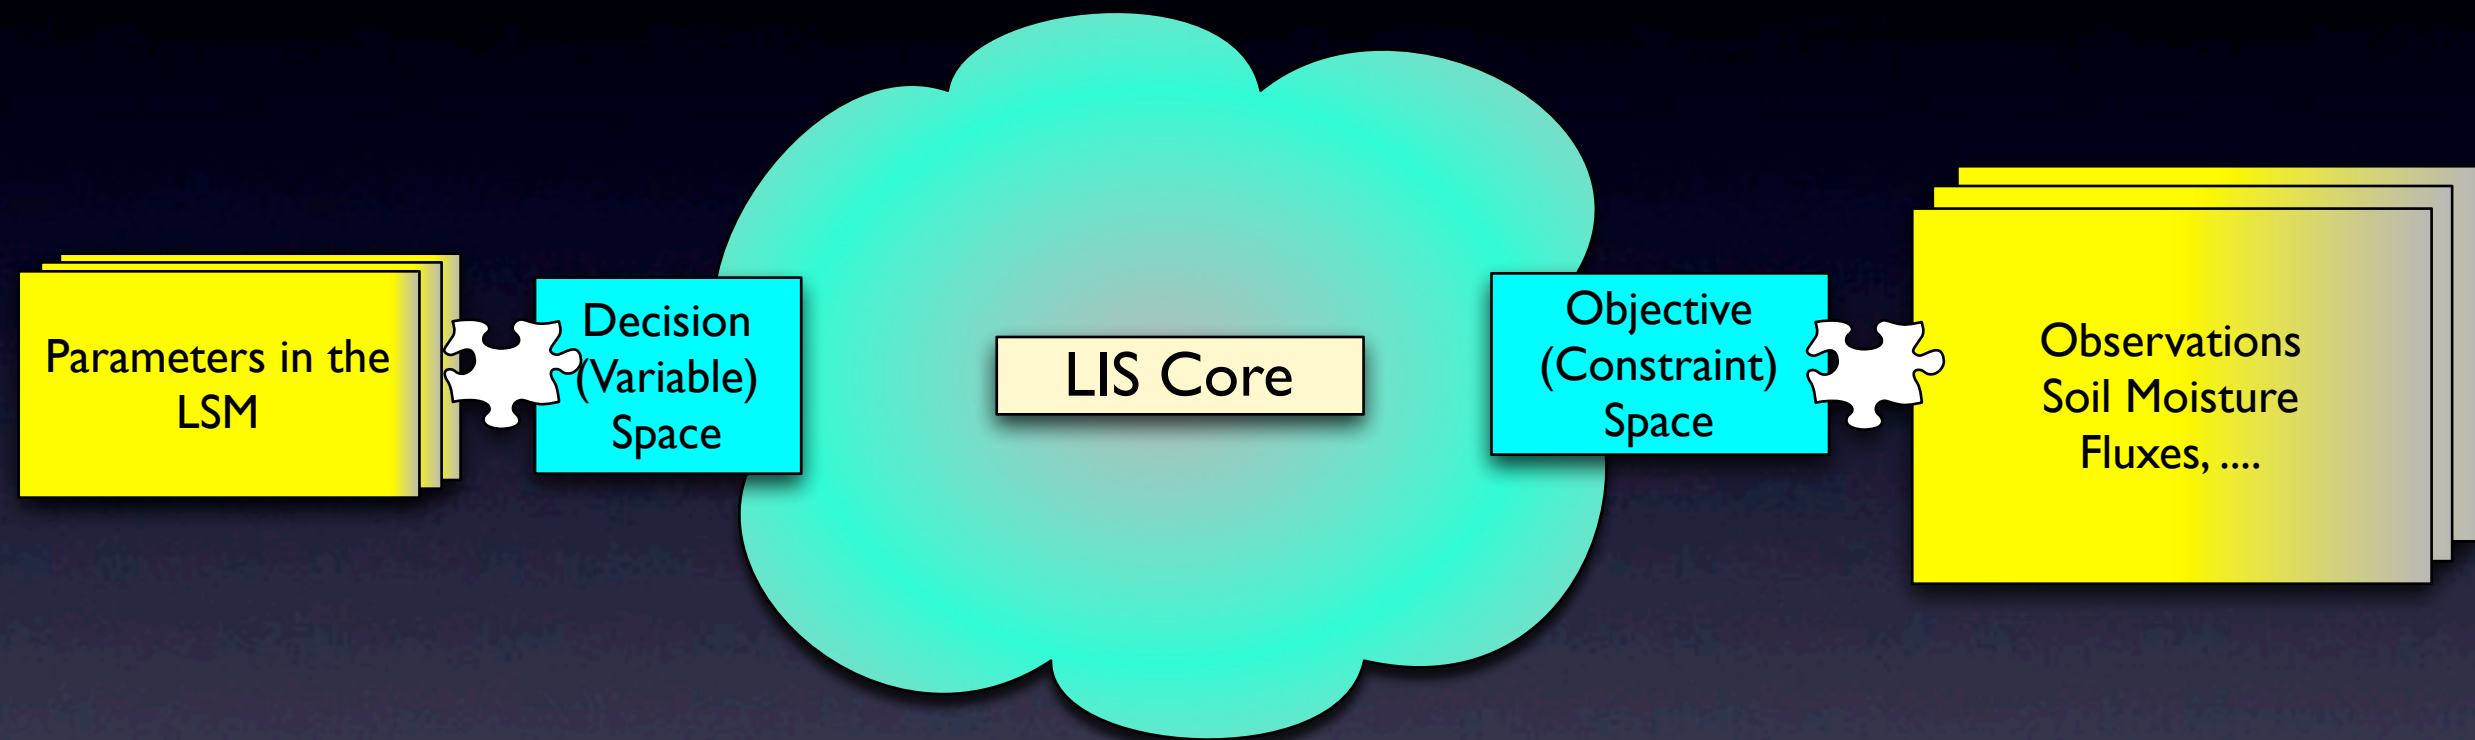 Parameters in the
LSM
Decision
(Variable)
Space
LIS Core
Objective
(Constraint)
Space
Observations
Soil Moisture
Fluxes, ....